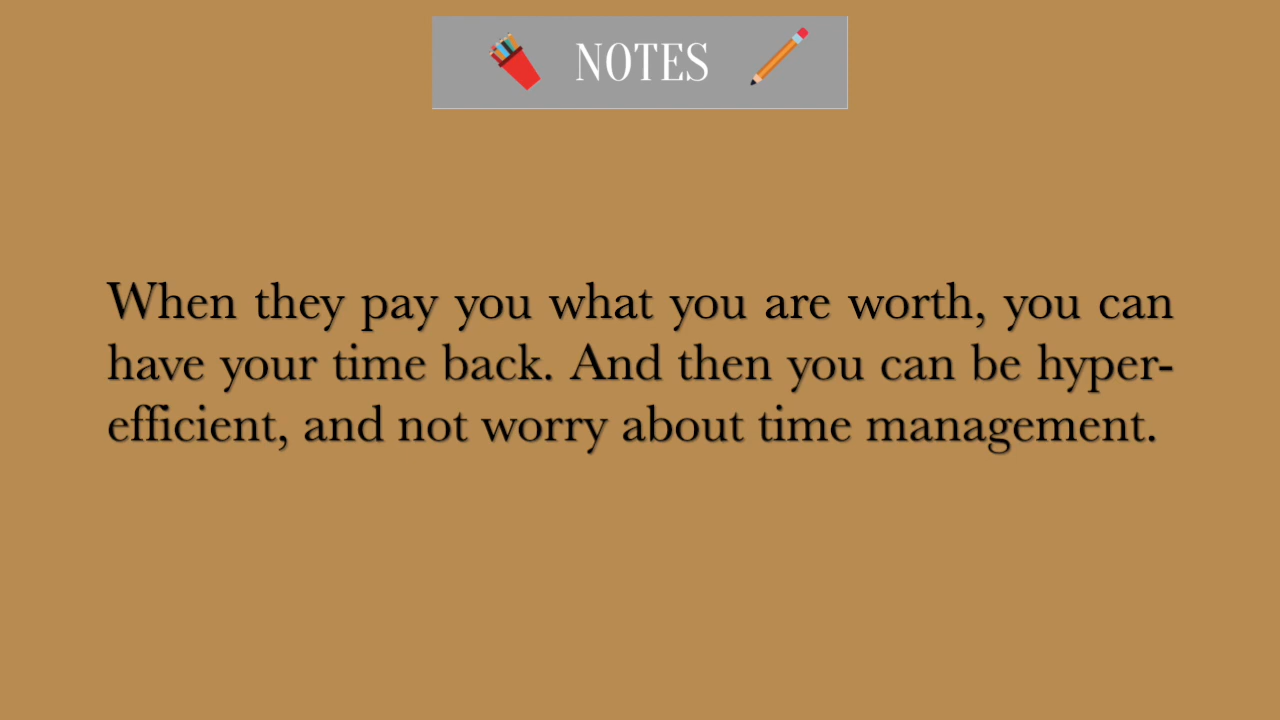 NOTES
When they pay you what you are worth, you can
have your time back. And then you can be hyper-
efficient, and not worry about time management.